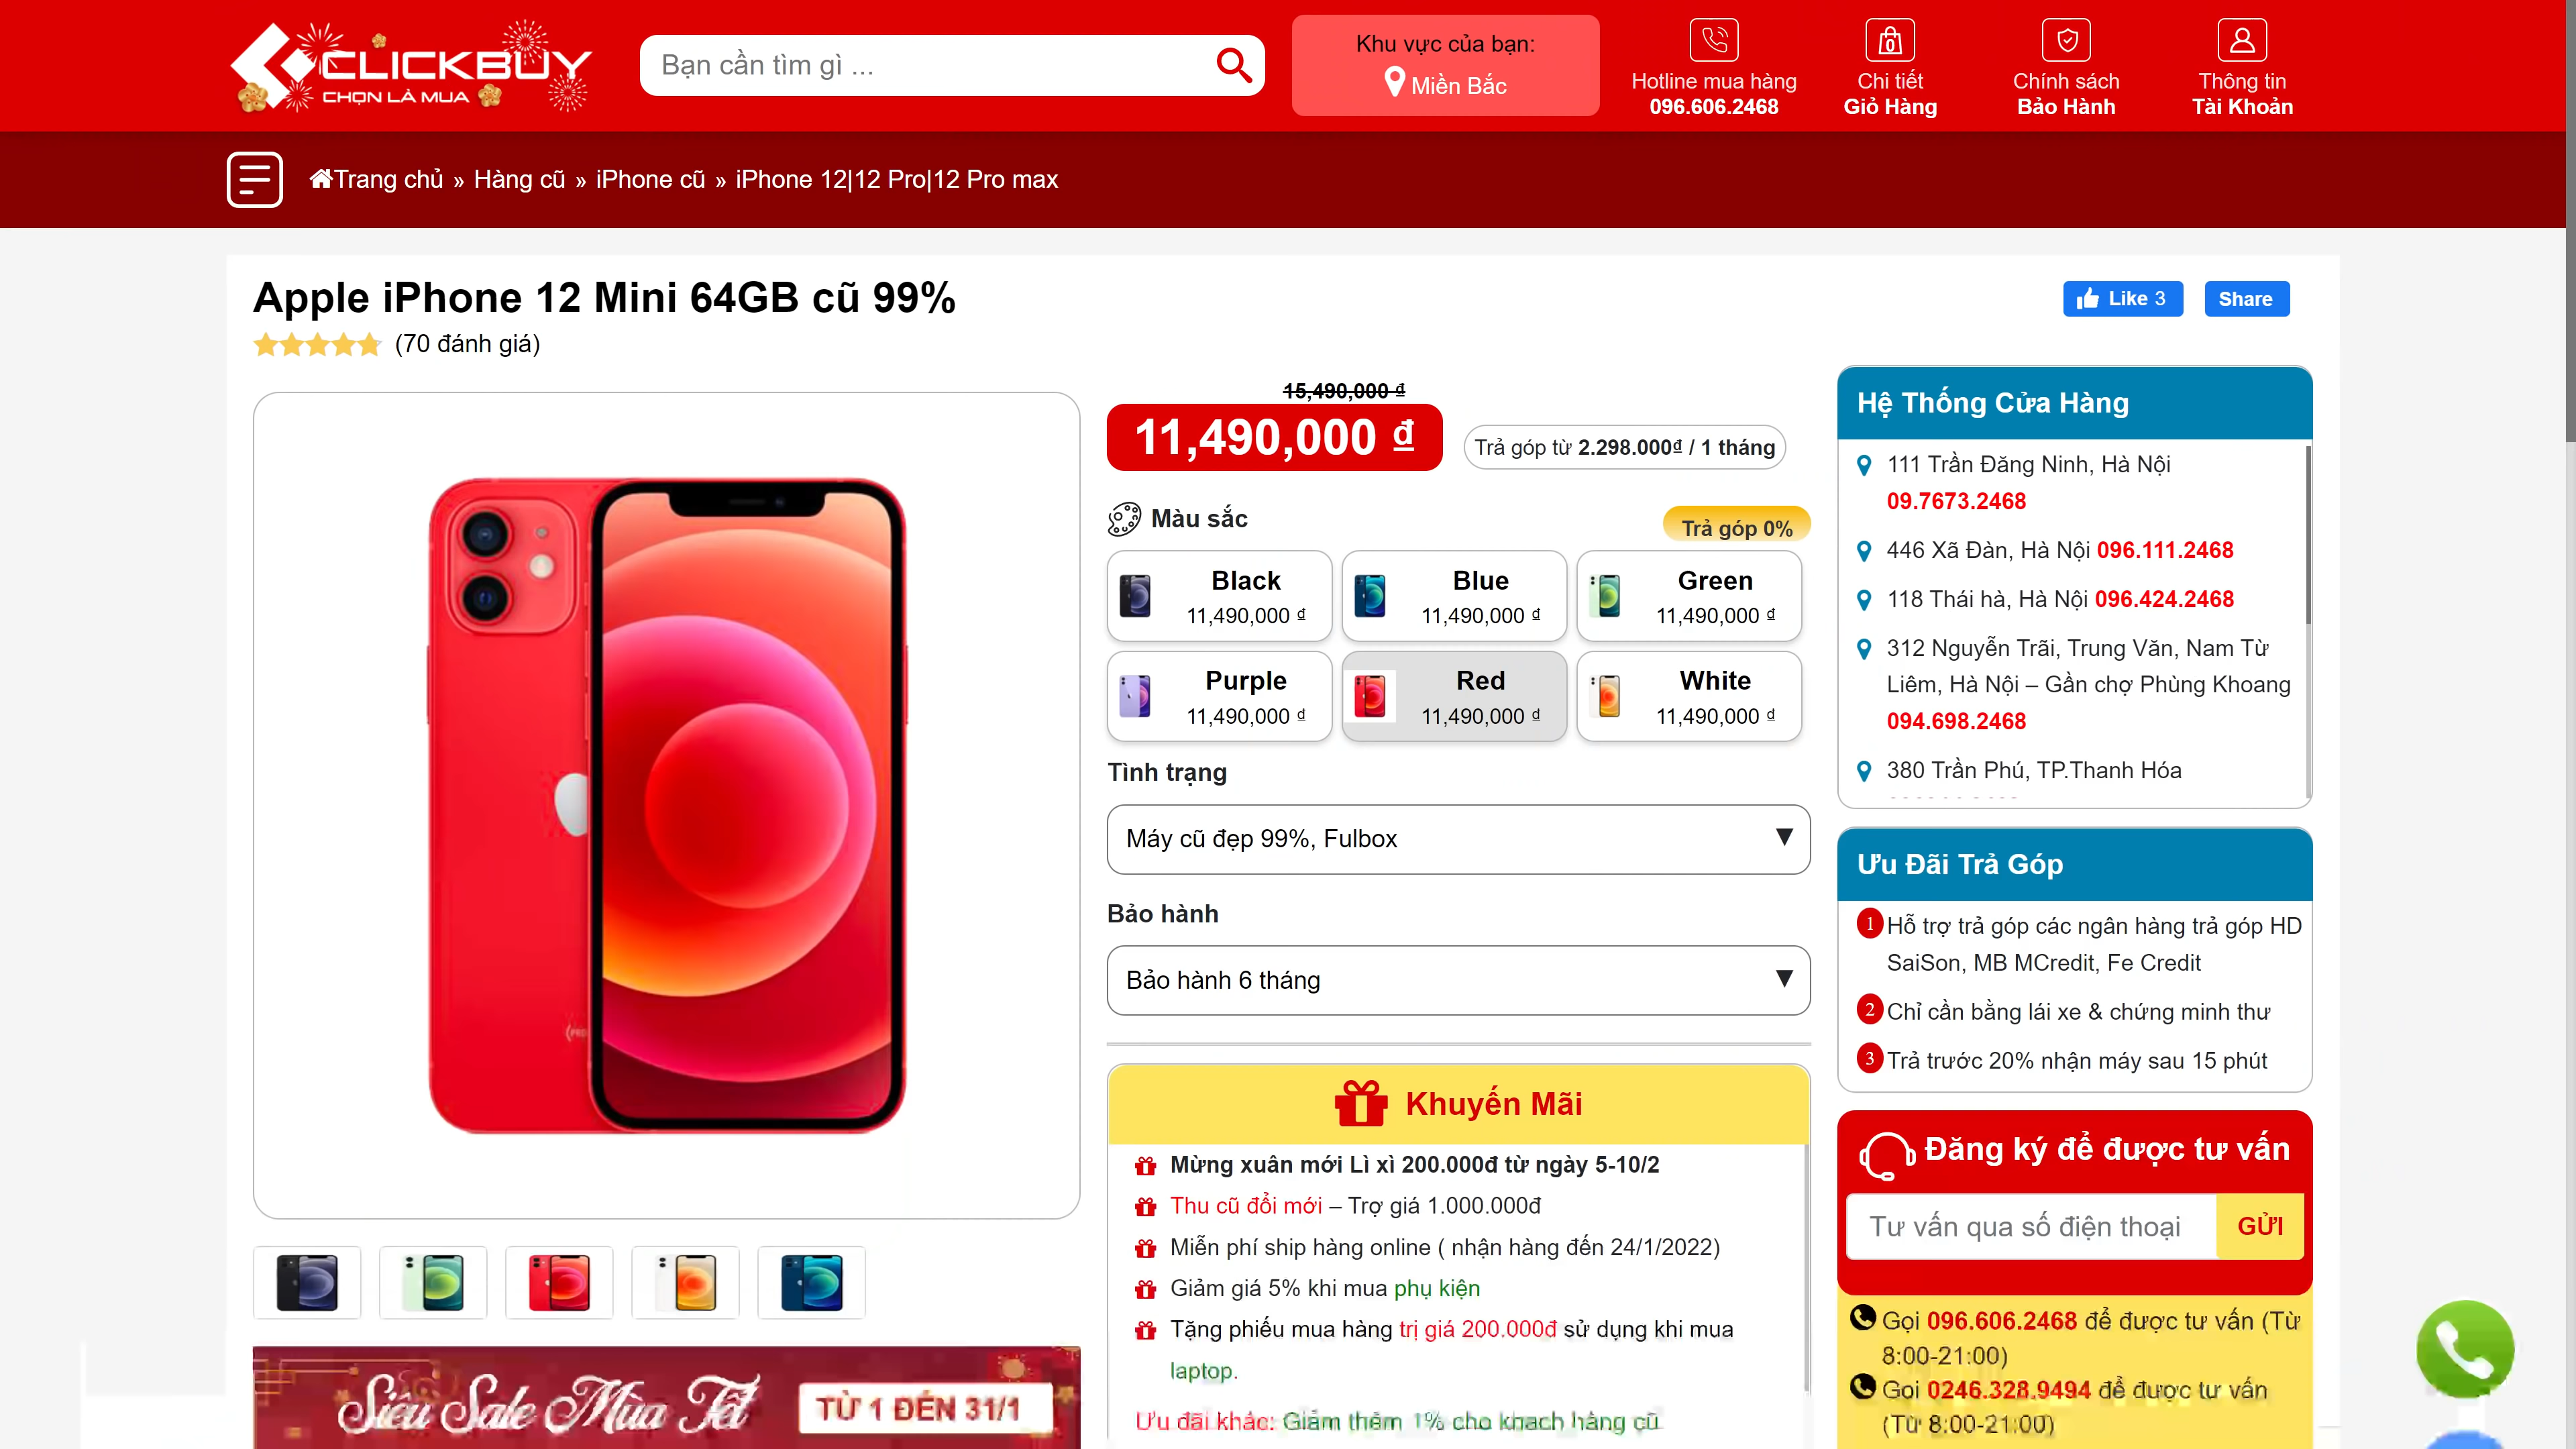 CLICKBUY
CHỌN LÀ MUA
Bạn cần tìm gì ...
Khu vực của bạn:
Miền Bắc
Hotline mua hàng
096.606.2468
0
Chi tiết
Giỏ Hàng
Chính sách
Bảo Hành
Thông tin
Tài Khoản
Trang chủ » Hàng cũ » iPhone cũ » iPhone 12|12 Pro|12 Pro max
Apple iPhone 12 Mini 64GB cũ 99%
(70 đánh giá)
Like 3
Share
15,490,000 ₫
11,490,000 ₫
Trả góp từ 2.298.000₫ / 1 tháng
Màu sắc
Trả góp 0%
Black
11,490,000 ₫
Blue
11,490,000 ₫
Green
11,490,000 ₫
Purple
11,490,000 ₫
Red
11,490,000 ₫
White
11,490,000 ₫
Tình trạng
Máy cũ đẹp 99%, Fulbox
Bảo hành
Bảo hành 6 tháng
Khuyến Mãi
Mừng xuân mới Lì xì 200.000đ từ ngày 5-10/2
Thu cũ đổi mới – Trợ giá 1.000.000đ
Miễn phí ship hàng online ( nhận hàng đến 24/1/2022)
Giảm giá 5% khi mua phụ kiện
Tặng phiếu mua hàng trị giá 200.000đ sử dụng khi mua
laptop.
Ưu đãi khác: Giảm thêm 1% cho khách hàng cũ
Siêu Sale Mùa Tết
TỪ 1 ĐẾN 31/1
Hệ Thống Cửa Hàng
111 Trần Đăng Ninh, Hà Nội
09.7673.2468
446 Xã Đàn, Hà Nội 096.111.2468
118 Thái hà, Hà Nội 096.424.2468
312 Nguyễn Trãi, Trung Văn, Nam Từ
Liêm, Hà Nội – Gần chợ Phùng Khoang
094.698.2468
380 Trần Phú, TP.Thanh Hóa
Ưu Đãi Trả Góp
1 Hỗ trợ trả góp các ngân hàng trả góp HD
SaiSon, MB MCredit, Fe Credit
2 Chỉ cần bằng lái xe & chứng minh thư
3 Trả trước 20% nhận máy sau 15 phút
Đăng ký để được tư vấn
Tư vấn qua số điện thoại
GỬI
Gọi 096.606.2468 để được tư vấn (Từ
8:00-21:00)
Gọi 0246.328.9494 để được tư vấn
(Từ 8:00-21:00)